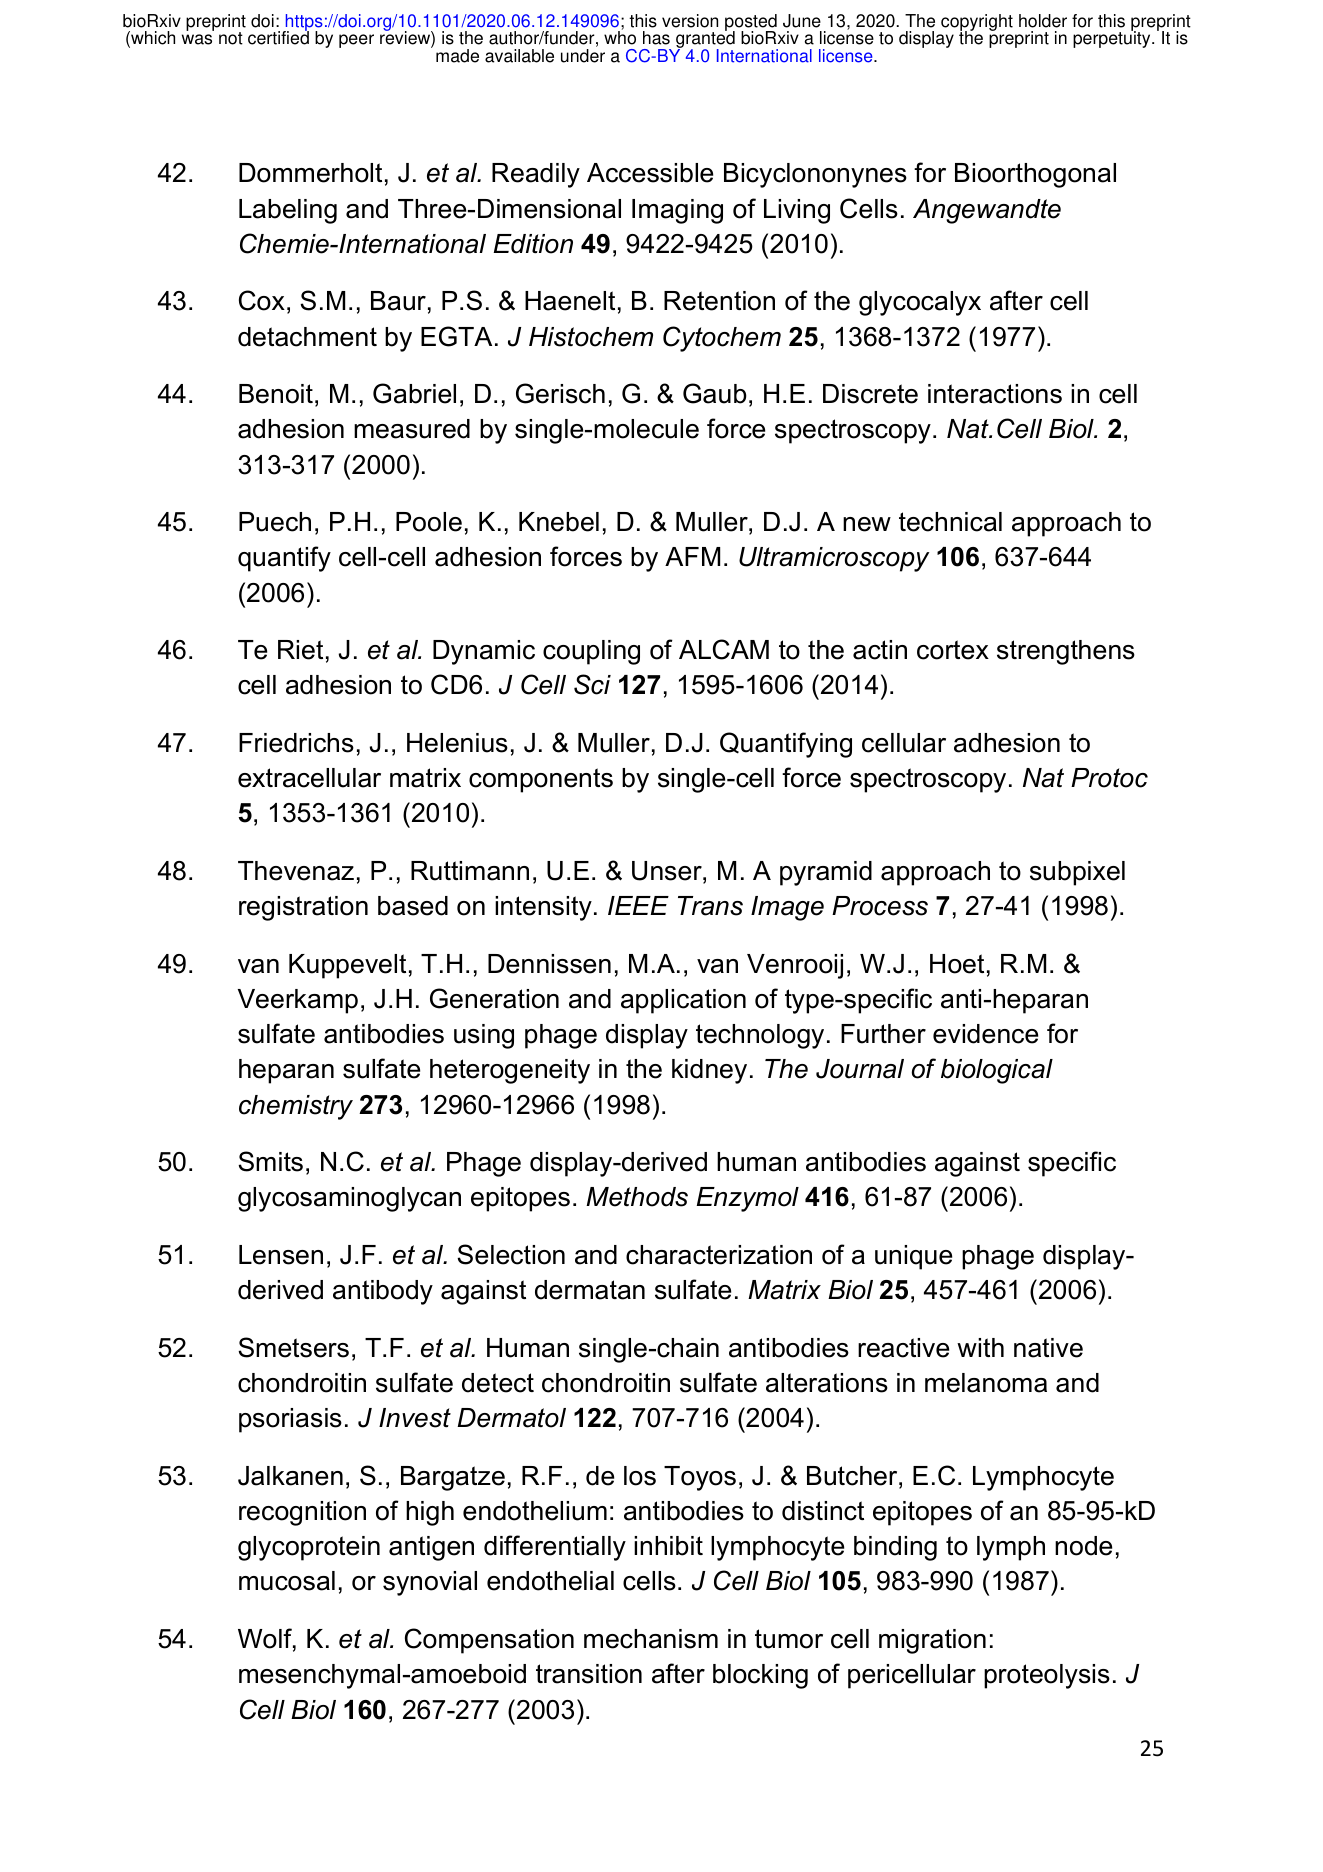 bioRxiv preprint doi: https://doi.org/10.1101/2020.06.12.149096; this version posted June 13, 2020. The copyright holder for this preprint
(which was not certified by peer review) is the author/funder, who has granted bioRxiv a license to display the preprint in perpetuity. It is
made available under a CC-BY 4.0 International license.
42. Dommerholt, J. et al. Readily Accessible Bicyclononynes for Bioorthogonal
Labeling and Three-Dimensional Imaging of Living Cells. Angewandte
Chemie-International Edition 49, 9422-9425 (2010).
43. Cox, S.M., Baur, P.S. & Haenelt, B. Retention of the glycocalyx after cell
detachment by EGTA. J Histochem Cytochem 25, 1368-1372 (1977).
44. Benoit, M., Gabriel, D., Gerisch, G. & Gaub, H.E. Discrete interactions in cell
adhesion measured by single-molecule force spectroscopy. Nat.Cell Biol. 2,
313-317 (2000).
45. Puech, P.H., Poole, K., Knebel, D. & Muller, D.J. A new technical approach to
quantify cell-cell adhesion forces by AFM. Ultramicroscopy 106, 637-644
(2006).
46. Te Riet, J. et al. Dynamic coupling of ALCAM to the actin cortex strengthens
cell adhesion to CD6. J Cell Sci 127, 1595-1606 (2014).
47. Friedrichs, J., Helenius, J. & Muller, D.J. Quantifying cellular adhesion to
extracellular matrix components by single-cell force spectroscopy. Nat Protoc
5, 1353-1361 (2010).
48. Thevenaz, P., Ruttimann, U.E. & Unser, M. A pyramid approach to subpixel
registration based on intensity. IEEE Trans Image Process 7, 27-41 (1998).
49. van Kuppevelt, T.H., Dennissen, M.A., van Venrooij, W.J., Hoet, R.M. &
Veerkamp, J.H. Generation and application of type-specific anti-heparan
sulfate antibodies using phage display technology. Further evidence for
heparan sulfate heterogeneity in the kidney. The Journal of biological
chemistry 273, 12960-12966 (1998).
50. Smits, N.C. et al. Phage display-derived human antibodies against specific
glycosaminoglycan epitopes. Methods Enzymol 416, 61-87 (2006).
51. Lensen, J.F. et al. Selection and characterization of a unique phage display-
derived antibody against dermatan sulfate. Matrix Biol 25, 457-461 (2006).
52. Smetsers, T.F. et al. Human single-chain antibodies reactive with native
chondroitin sulfate detect chondroitin sulfate alterations in melanoma and
psoriasis. J Invest Dermatol 122, 707-716 (2004).
53. Jalkanen, S., Bargatze, R.F., de los Toyos, J. & Butcher, E.C. Lymphocyte
recognition of high endothelium: antibodies to distinct epitopes of an 85-95-kD
glycoprotein antigen differentially inhibit lymphocyte binding to lymph node,
mucosal, or synovial endothelial cells. J Cell Biol 105, 983-990 (1987).
54. Wolf, K. et al. Compensation mechanism in tumor cell migration:
mesenchymal-amoeboid transition after blocking of pericellular proteolysis. J
Cell Biol 160, 267-277 (2003).
25